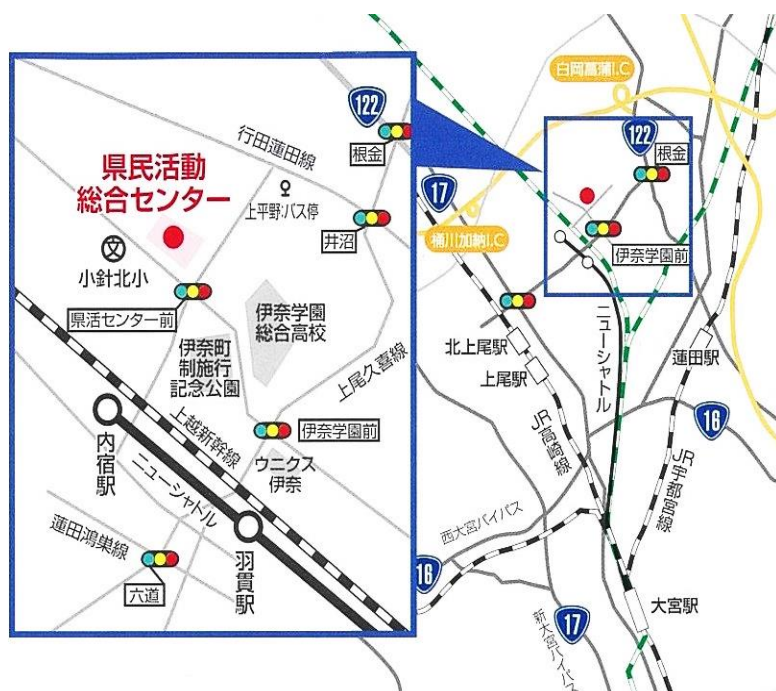 122
根金
行田蓮田線
県民活動
総合センター
上平野:バス停
井沼
文
小針北小
県活センター前
伊奈学園
総合高校
伊奈町
制施行
記念公園
上尾久喜線
上越新幹線
伊奈学園前
内宿駅
ニューシャトル
ウニクス
伊奈
蓮田鴻巣線
羽貫駅
六道
白岡菖蒲I.C
122
根金
17
桶川加納I.C
伊奈学園前
ニューシャトル
北上尾駅
上尾駅
蓮田駅
JR高崎線
16
JR宇都宮線
西大宮バイパス
16
大宮駅
17
新大宮バイパス